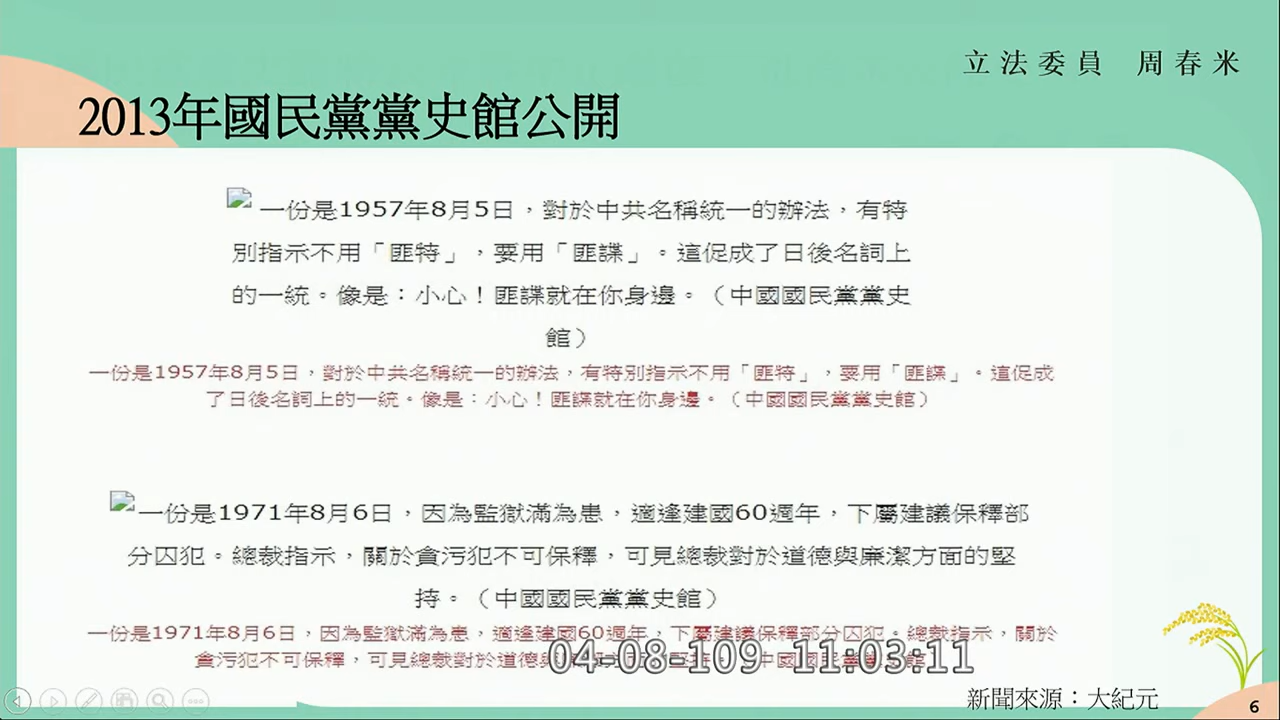 立法委員 周春米
2013年國民黨黨史館公開
一份是1957年8月5日，對於中共名稱統一的辦法，有特
別指示不用「匪特」，要用「匪諜」。這促成了日後名詞上
的一統。像是：小心！匪諜就在你身邊。（中國國民黨黨史
館）
一份是1957年8月5日，對於中共名稱統一的辦法，有特別指示不用「匪特」，要用「匪諜」。這促成
了日後名詞上的一統。像是：小心！匪諜就在你身邊。（中國國民黨黨史館）
一份是1971年8月6日，因為監獄滿為患，適逢建國60週年，下屬建議保釋部
分囚犯。總裁指示，關於貪污犯不可保釋，可見總裁對於道德與廉潔方面的堅
持。（中國國民黨黨史館）
一份是1971年8月6日，因為監獄滿為患，適逢建國60週年，下屬建議保釋部分囚犯。總裁指示，關於
貪污犯不可保釋，可見總裁對於道德與
04-08-109 11:03:11
新聞來源：大紀元
6